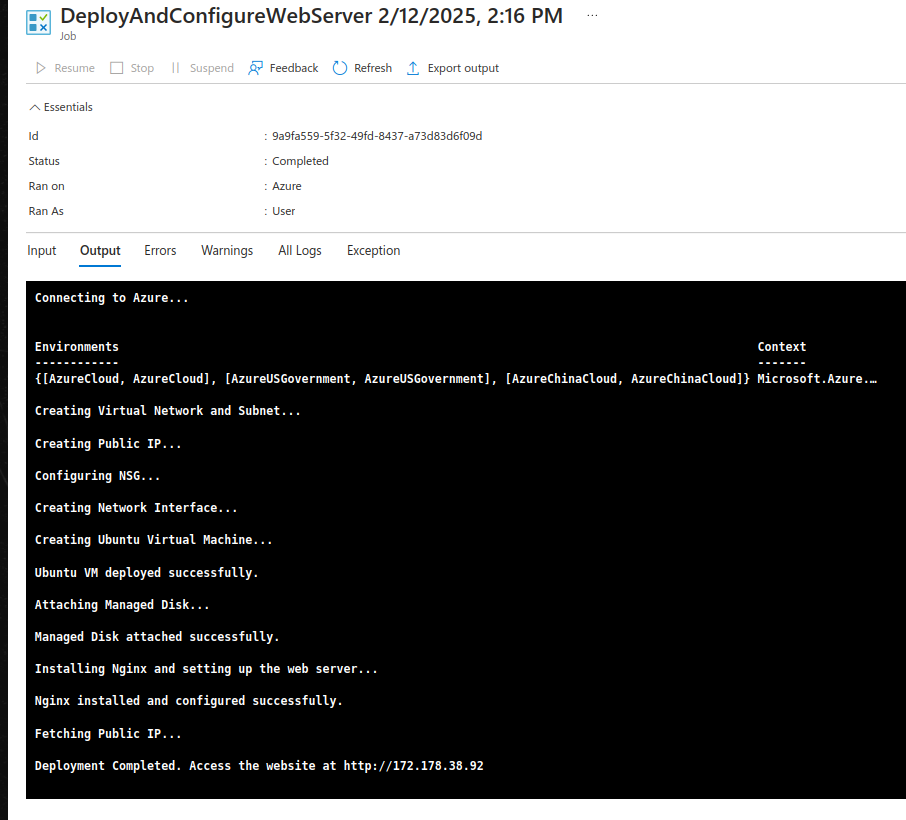 DeployAndConfigureWebServer 2/12/2025, 2:16 PM ...
Job
Resume Stop Suspend Feedback Refresh Export output
Essentials
Id : 9a9fa559-5f32-49fd-8437-a73d83d6f09d
Status : Completed
Ran on : Azure
Ran As : User
Input Output Errors Warnings All Logs Exception
Connecting to Azure...
Environments Context
------------ -------
{[AzureCloud, AzureCloud], [AzureUSGovernment, AzureUSGovernment], [AzureChinaCloud, AzureChinaCloud]} Microsoft.Azure.…
Creating Virtual Network and Subnet...
Creating Public IP...
Configuring NSG...
Creating Network Interface...
Creating Ubuntu Virtual Machine...
Ubuntu VM deployed successfully.
Attaching Managed Disk...
Managed Disk attached successfully.
Installing Nginx and setting up the web server...
Nginx installed and configured successfully.
Fetching Public IP...
Deployment Completed. Access the website at http://172.178.38.92